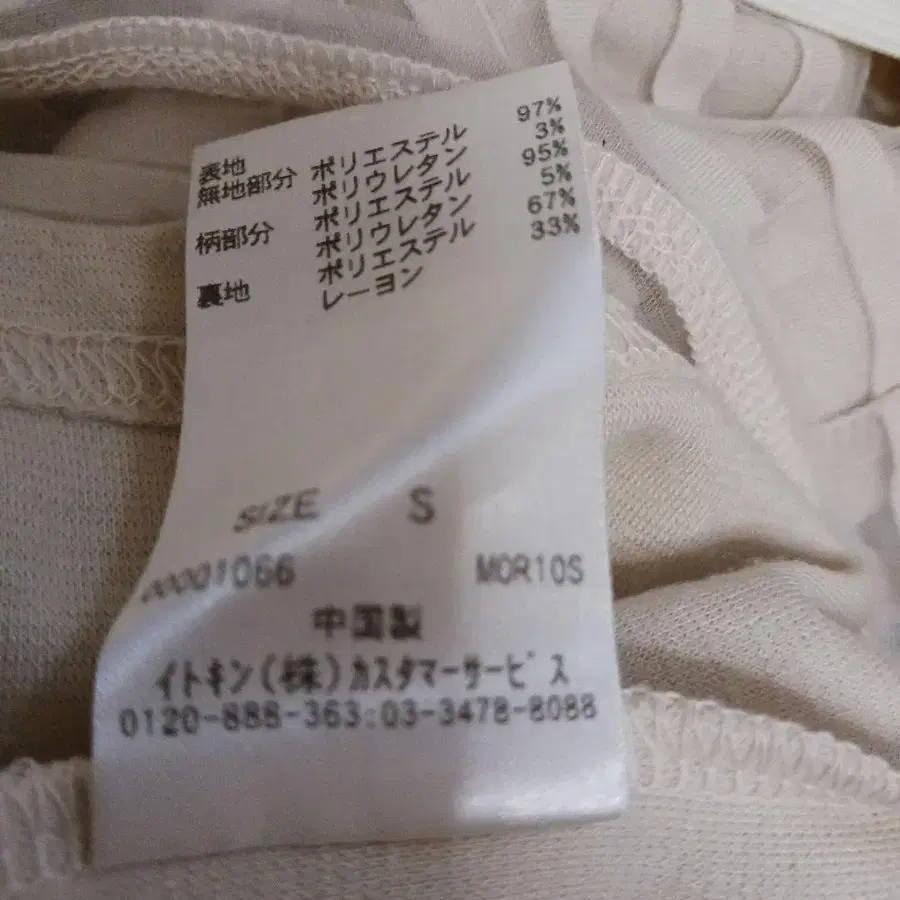 表地
無地部分 ポリエステル 97%
ポリウレタン 3%
柄部分 ポリエステル 95%
ポリウレタン 5%
裏地 ポリエステル 67%
レーヨン 33%
SIZE S
00001066 M0R10S
中国製
イトキン(株)カスタマーサービス
0120-888-363:03-3478-8088